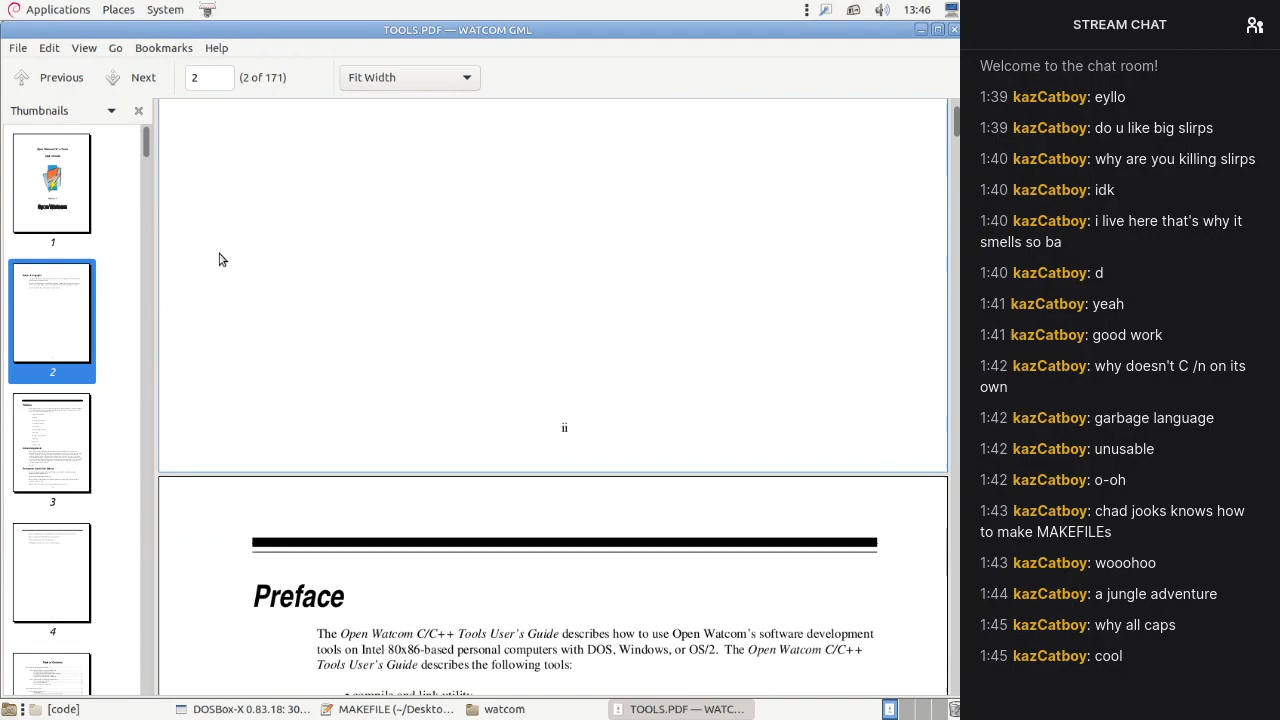 Applications Places System 13:46
TOOLS.PDF — WATCOM GML
File Edit View Go Bookmarks Help
Previous Next 2 (2 of 171) Fit Width
Thumbnails
1
2
3
4
ii
Preface
The Open Watcom C/C++ Tools User's Guide describes how to use Open Watcom's software development
tools on Intel 80x86-based personal computers with DOS, Windows, or OS/2. The Open Watcom C/C++
Tools User's Guide describes the following tools:
• compile and link utility
[code] DOSBox-X 0.83.18: 30... MAKEFILE (~/Deskto... watcom TOOLS.PDF — WATC...
STREAM CHAT
Welcome to the chat room!
1:39 kazCatboy: eyllo
1:39 kazCatboy: do u like big slirps
1:40 kazCatboy: why are you killing slirps
1:40 kazCatboy: idk
1:40 kazCatboy: i live here that's why it
smells so ba
1:40 kazCatboy: d
1:41 kazCatboy: yeah
1:41 kazCatboy: good work
1:42 kazCatboy: why doesn't C /n on its
own
1:42 kazCatboy: garbage language
1:42 kazCatboy: unusable
1:42 kazCatboy: o-oh
1:43 kazCatboy: chad jooks knows how
to make MAKEFILEs
1:43 kazCatboy: wooohoo
1:44 kazCatboy: a jungle adventure
1:45 kazCatboy: why all caps
1:45 kazCatboy: cool